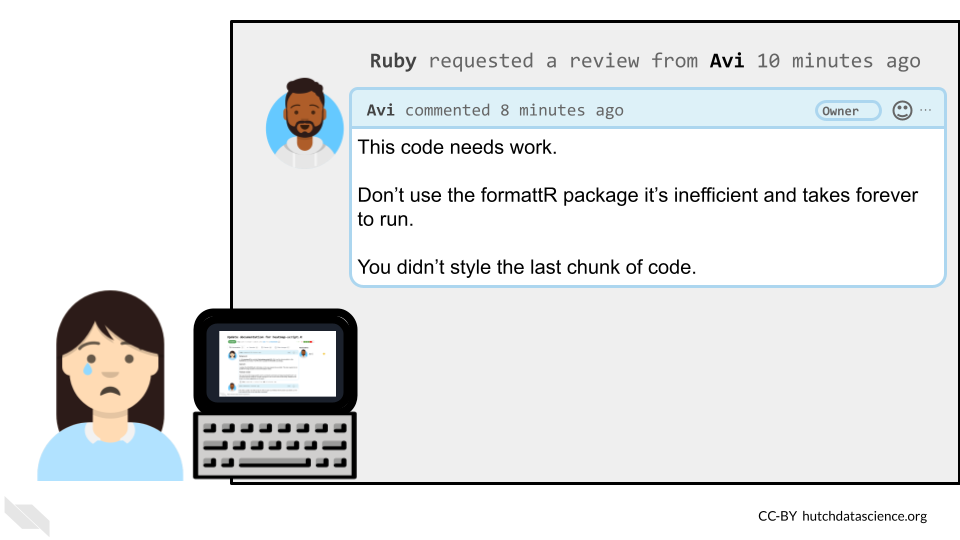 Ruby requested a review from Avi 10 minutes ago
Avi commented 8 minutes ago Owner ...
This code needs work.
Don’t use the formattR package it’s inefficient and takes forever
to run.
You didn’t style the last chunk of code.
CC-BY hutchdatascience.org